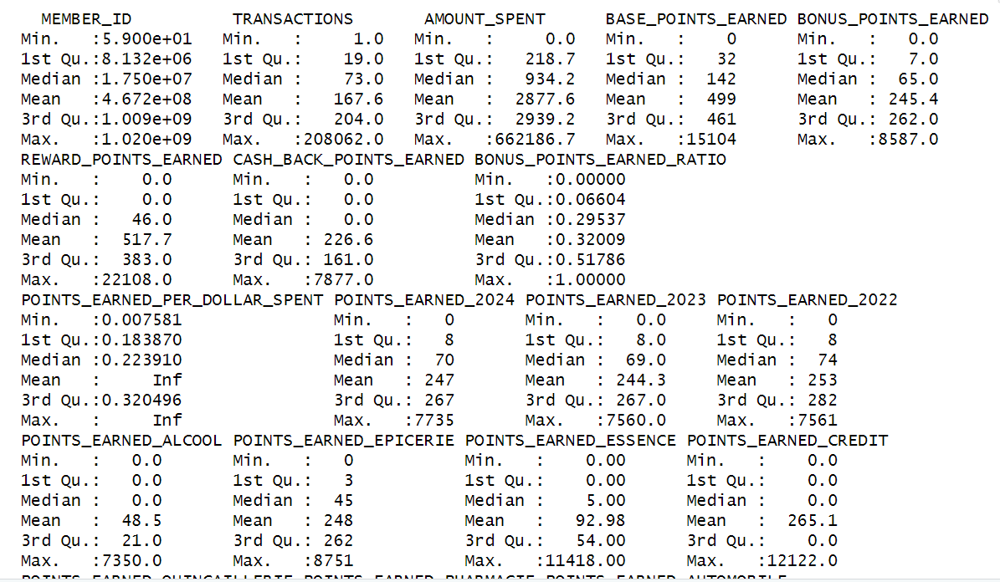 MEMBER_ID TRANSACTIONS AMOUNT_SPENT BASE_POINTS_EARNED BONUS_POINTS_EARNED
Min. :5.900e+01 Min. : 1.0 Min. : 0.0 Min. : 0 Min. : 0.0
1st Qu.:8.132e+06 1st Qu.: 19.0 1st Qu.: 218.7 1st Qu.: 32 1st Qu.: 7.0
Median :1.750e+07 Median : 73.0 Median : 934.2 Median : 142 Median : 65.0
Mean :4.672e+08 Mean : 167.6 Mean : 2877.6 Mean : 499 Mean : 245.4
3rd Qu.:1.009e+09 3rd Qu.: 204.0 3rd Qu.: 2939.2 3rd Qu.: 461 3rd Qu.: 262.0
Max. :1.020e+09 Max. :208062.0 Max. :662186.7 Max. :15104 Max. :8587.0
REWARD_POINTS_EARNED CASH_BACK_POINTS_EARNED BONUS_POINTS_EARNED_RATIO
Min. : 0.0 Min. : 0.0 Min. :0.00000
1st Qu.: 0.0 1st Qu.: 0.0 1st Qu.:0.06604
Median : 46.0 Median : 0.0 Median :0.29537
Mean : 517.7 Mean : 226.6 Mean :0.32009
3rd Qu.: 383.0 3rd Qu.: 161.0 3rd Qu.:0.51786
Max. :22108.0 Max. :7877.0 Max. :1.00000
POINTS_EARNED_PER_DOLLAR_SPENT POINTS_EARNED_2024 POINTS_EARNED_2023 POINTS_EARNED_2022
Min. :0.007581 Min. : 0 Min. : 0.0 Min. : 0
1st Qu.:0.183870 1st Qu.: 8 1st Qu.: 8.0 1st Qu.: 8
Median :0.223910 Median : 70 Median : 69.0 Median : 74
Mean : Inf Mean : 247 Mean : 244.3 Mean : 253
3rd Qu.:0.320496 3rd Qu.: 267 3rd Qu.: 267.0 3rd Qu.: 282
Max. : Inf Max. :7735 Max. :7560.0 Max. :7561
POINTS_EARNED_ALCOOL POINTS_EARNED_EPICERIE POINTS_EARNED_ESSENCE POINTS_EARNED_CREDIT
Min. : 0.0 Min. : 0 Min. : 0.00 Min. : 0.0
1st Qu.: 0.0 1st Qu.: 3 1st Qu.: 0.00 1st Qu.: 0.0
Median : 0.0 Median : 45 Median : 5.00 Median : 0.0
Mean : 48.5 Mean : 248 Mean : 92.98 Mean : 265.1
3rd Qu.: 21.0 3rd Qu.: 262 3rd Qu.: 54.00 3rd Qu.: 0.0
Max. :7350.0 Max. :8751 Max. :11418.00 Max. :12122.0
POINTS_EARNED_QUINCAILLERIE POINTS_EARNED_PHARMACIE POINTS_EARNED_AUTOMOBILE